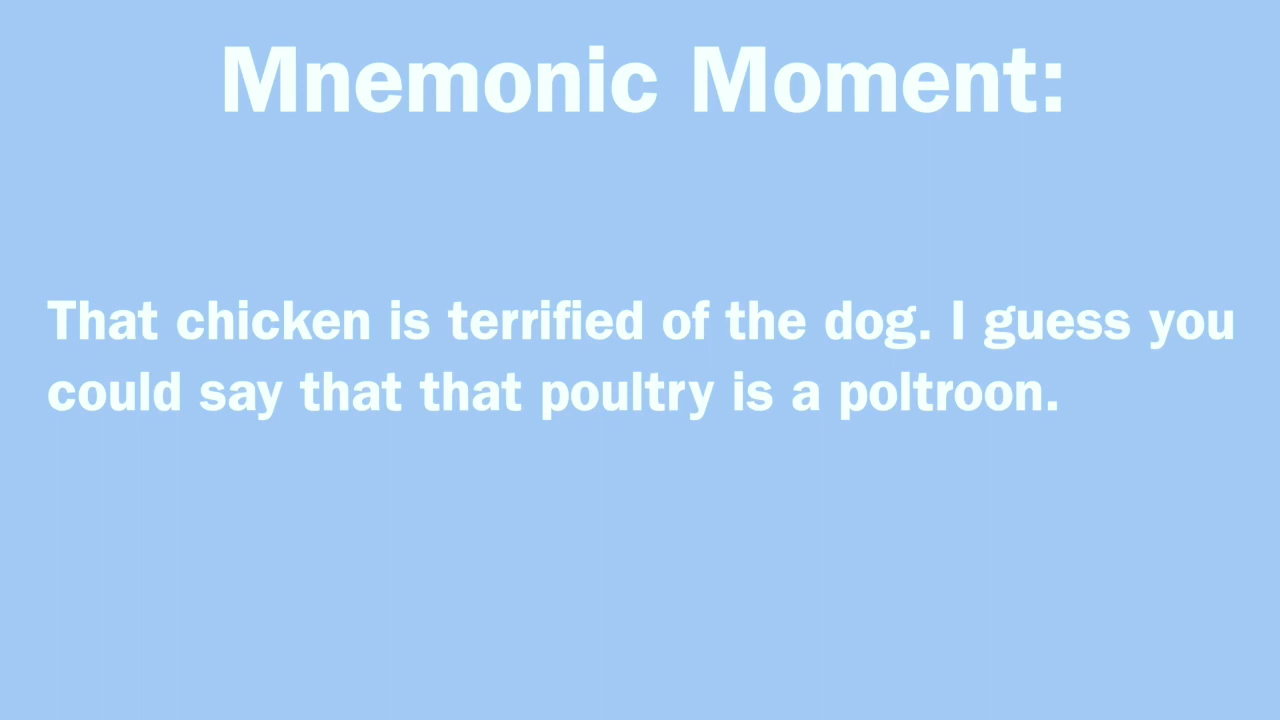 Mnemonic Moment:
That chicken is terrified of the dog. I guess you
could say that that poultry is a poltroon.